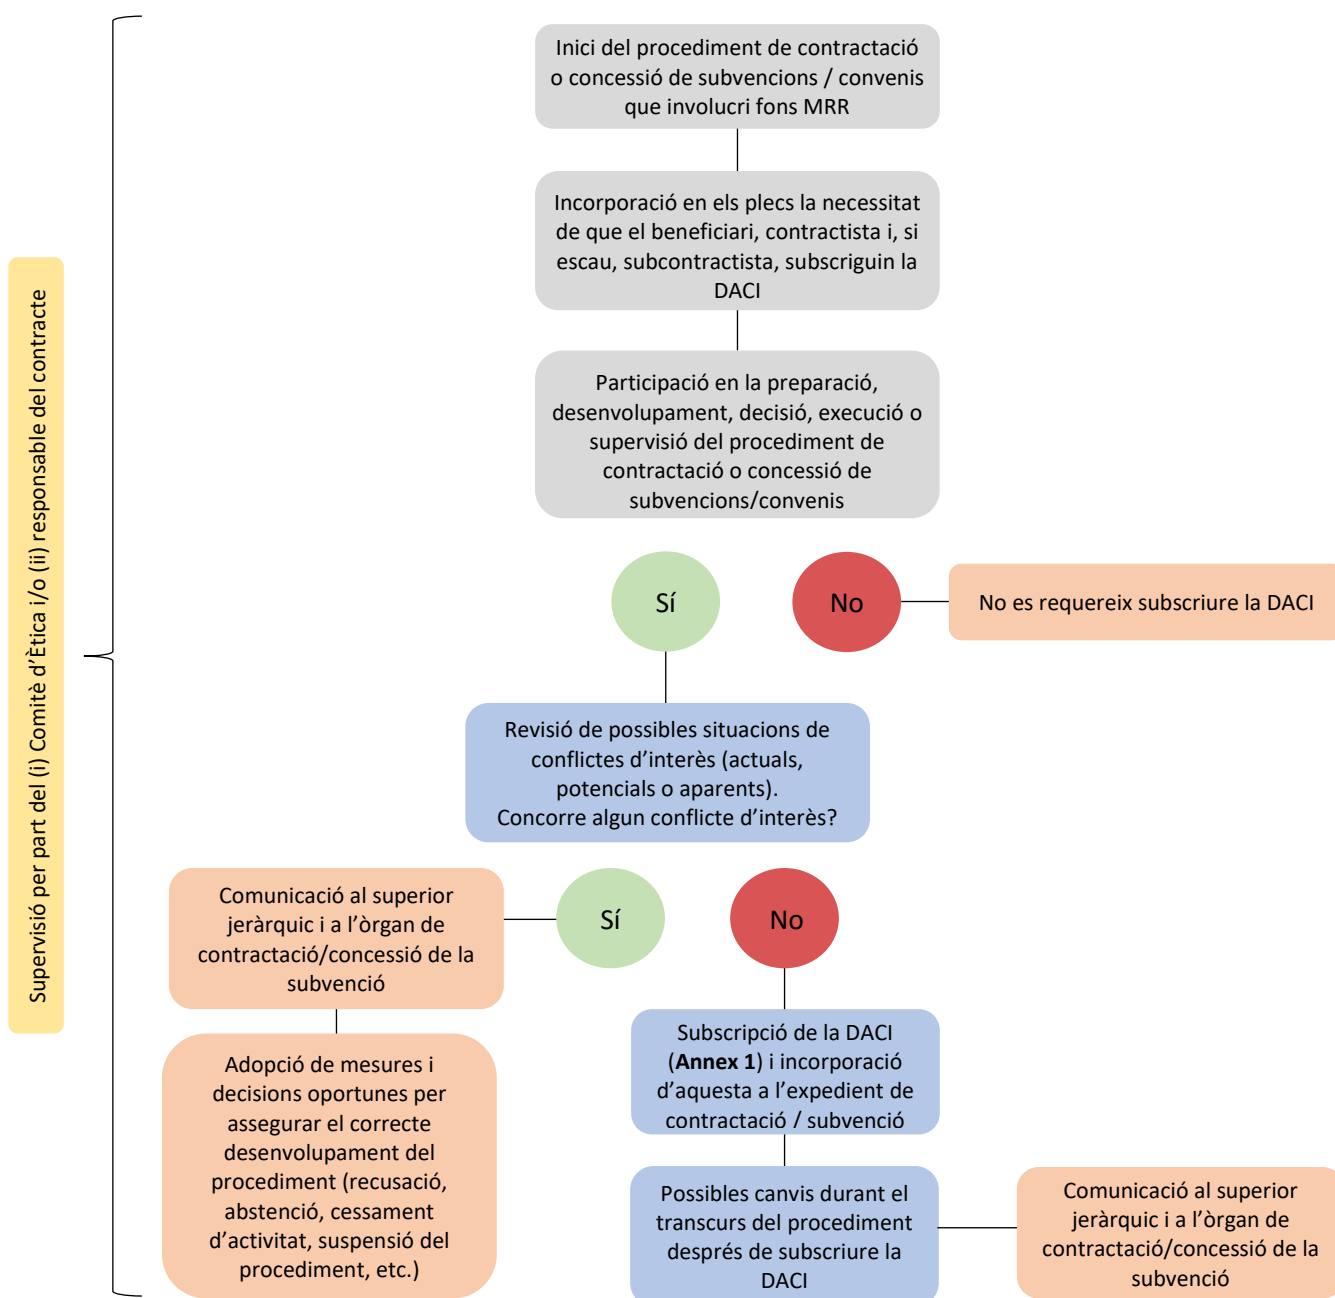 Inici del procediment de contractació
o concessió de subvencions / convenis
que involucri fons MRR
Incorporació en els plecs la necessitat
de que el beneficiari, contractista i, si
escau, subcontractista, subscriguin la
DACI
Participació en la preparació,
desenvolupament, decisió, execució o
supervisió del procediment de
contractació o concessió de
subvencions/convenis
Supervisió per part del (i) Comitè d'Ètica i/o (ii) responsable del contracte
Sí
No
No es requereix subscriure la DACI
Revisió de possibles situacions de
conflictes d'interès (actuals,
potencials o aparents).
Concorre algun conflicte d'interès?
Comunicació al superior
jeràrquic i a l'òrgan de
contractació/concessió de la
subvenció
Sí
No
Adopció de mesures i
decisions oportunes per
assegurar el correcte
desenvolupament del
procediment (recusació,
abstenció, cessament
d'activitat, suspensió del
procediment, etc.)
Subscripció de la DACI
(Annex 1) i incorporació
d'aquesta a l'expedient de
contractació / subvenció
Possibles canvis durant el
transcurs del procediment
després de subscriure la
DACI
Comunicació al superior
jeràrquic i a l'òrgan de
contractació/concessió de la
subvenció